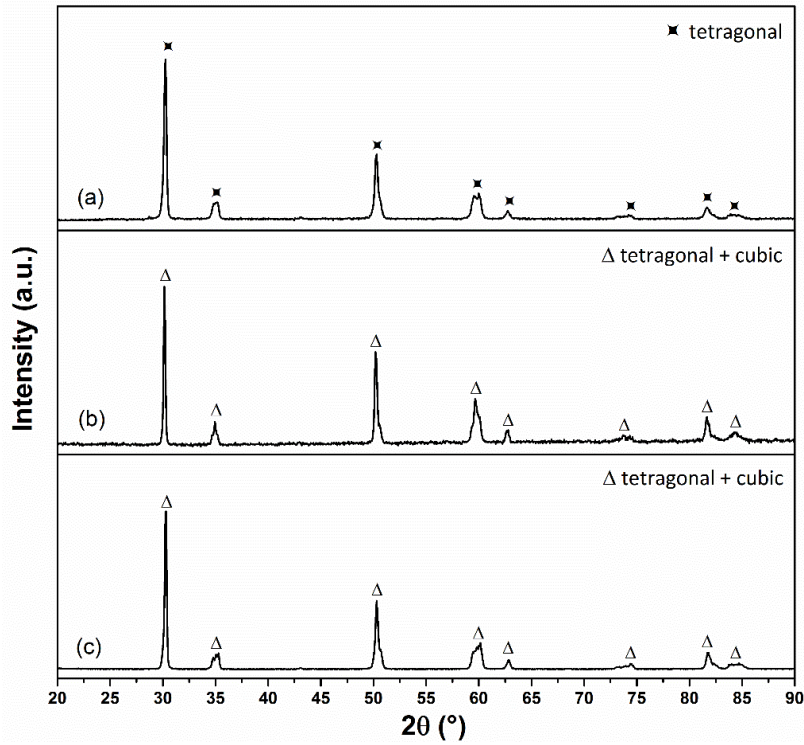 ✦ tetragonal
(a)
Δ tetragonal + cubic
Δ
Δ
Δ
Δ
Δ
Δ
Δ
Δ
(b)
Δ tetragonal + cubic
Δ
Δ
Δ
Δ
Δ
Δ
Δ
Δ
(c)
Intensity (a.u.)
20 25 30 35 40 45 50 55 60 65 70 75 80 85 90
2θ (°)